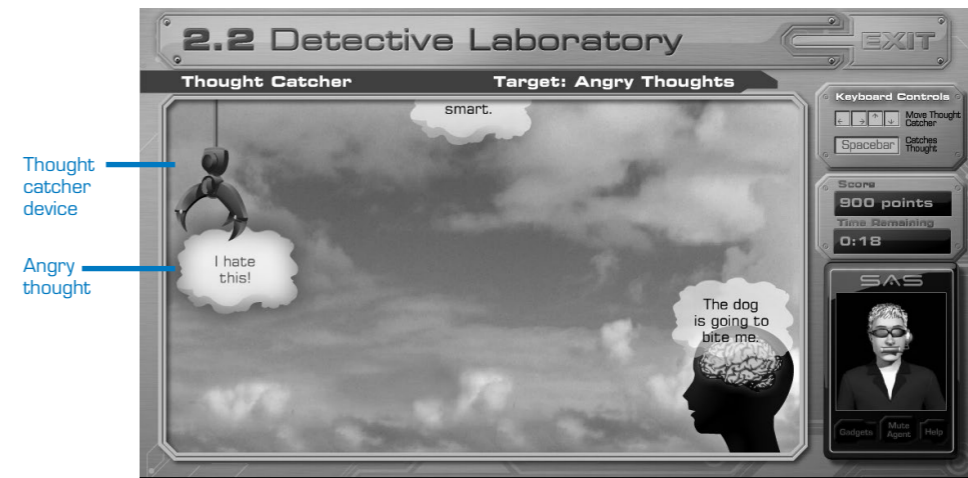 2.2 Detective Laboratory
EXIT
Thought Catcher
Target: Angry Thoughts
Keyboard Controls
← → ↑ ↓
Move Thought
Catcher
Spacebar
Catches
Thought
smart.
Thought
catcher
device
Score
900 points
Time Remaining
0:18
Angry
thought
I hate
this!
SAS
The dog
is going to
bite me.
Gadgets
Mute
Agent
Help